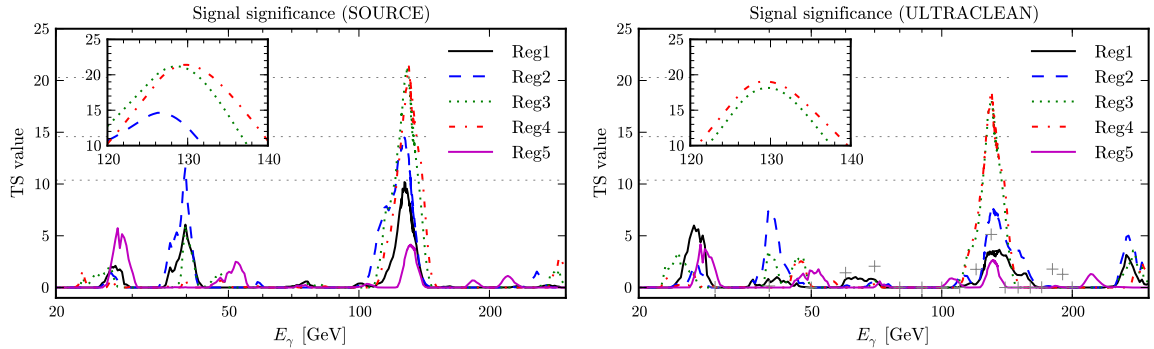 Signal significance (SOURCE)
TS value
25
20
15
10
5
0
25
20
15
10
120
130
140
Reg1
Reg2
Reg3
Reg4
Reg5
20
50
100
200
E_γ [GeV]
Signal significance (ULTRACLEAN)
TS value
25
20
15
10
5
0
25
20
15
10
120
130
140
Reg1
Reg2
Reg3
Reg4
Reg5
20
50
100
200
E_γ [GeV]